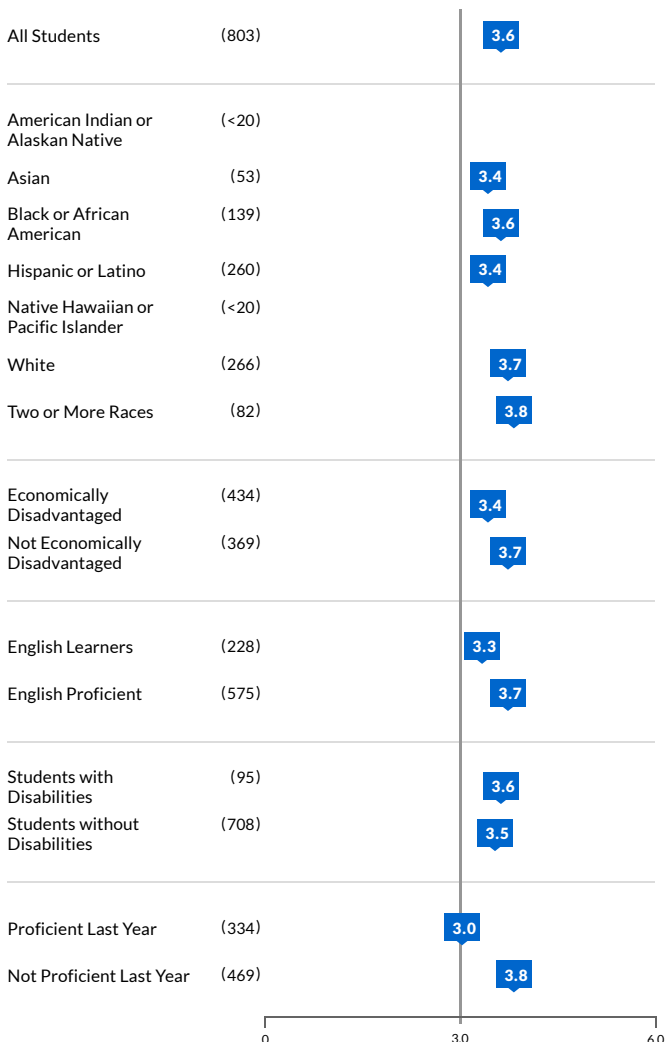 All Students (803) 3.6
American Indian or (<20)
Alaskan Native
Asian (53) 3.4
Black or African (139) 3.6
American
Hispanic or Latino (260) 3.4
Native Hawaiian or (<20)
Pacific Islander
White (266) 3.7
Two or More Races (82) 3.8
Economically (434) 3.4
Disadvantaged
Not Economically (369) 3.7
Disadvantaged
English Learners (228) 3.3
English Proficient (575) 3.7
Students with (95) 3.6
Disabilities
Students without (708) 3.5
Disabilities
Proficient Last Year (334) 3.0
Not Proficient Last Year (469) 3.8
0 3.0 6.0